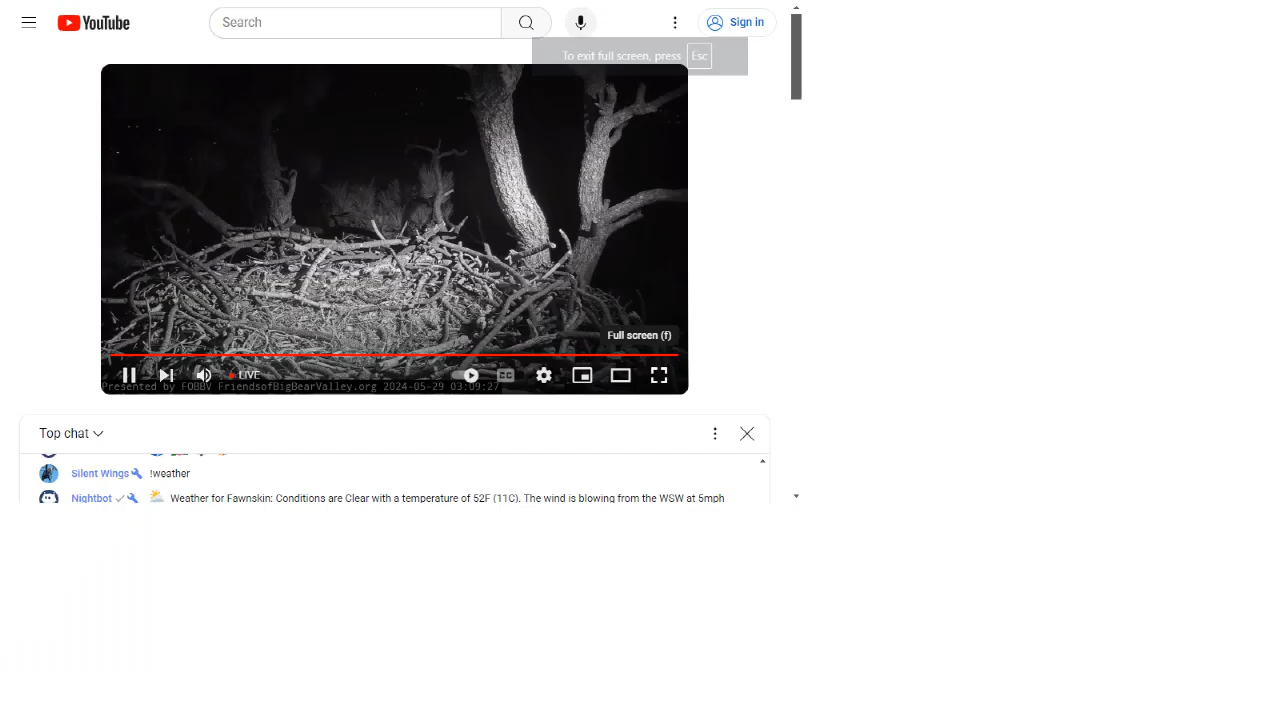 YouTube
Search
Sign in
To exit full screen, press Esc
Full screen (f)
LIVE
CC
Presented by FOBBV FriendsofBigBearValley.org 2024-05-29 03:09:27
Top chat
Silent Wings !weather
Nightbot Weather for Fawnskin: Conditions are Clear with a temperature of 52F (11C). The wind is blowing from the WSW at 5mph